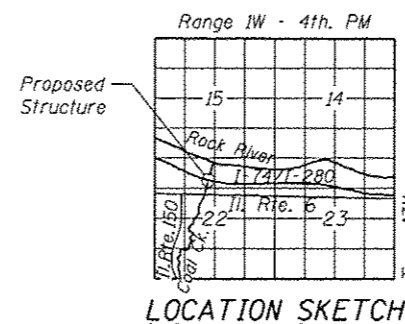 Range 1W - 4th. PM
Proposed
Structure
15
14
Rock River
I-74/I-280
Il. Rte. 6
Il. Rte. 150
22
23
Coal Ck.
LOCATION SKETCH